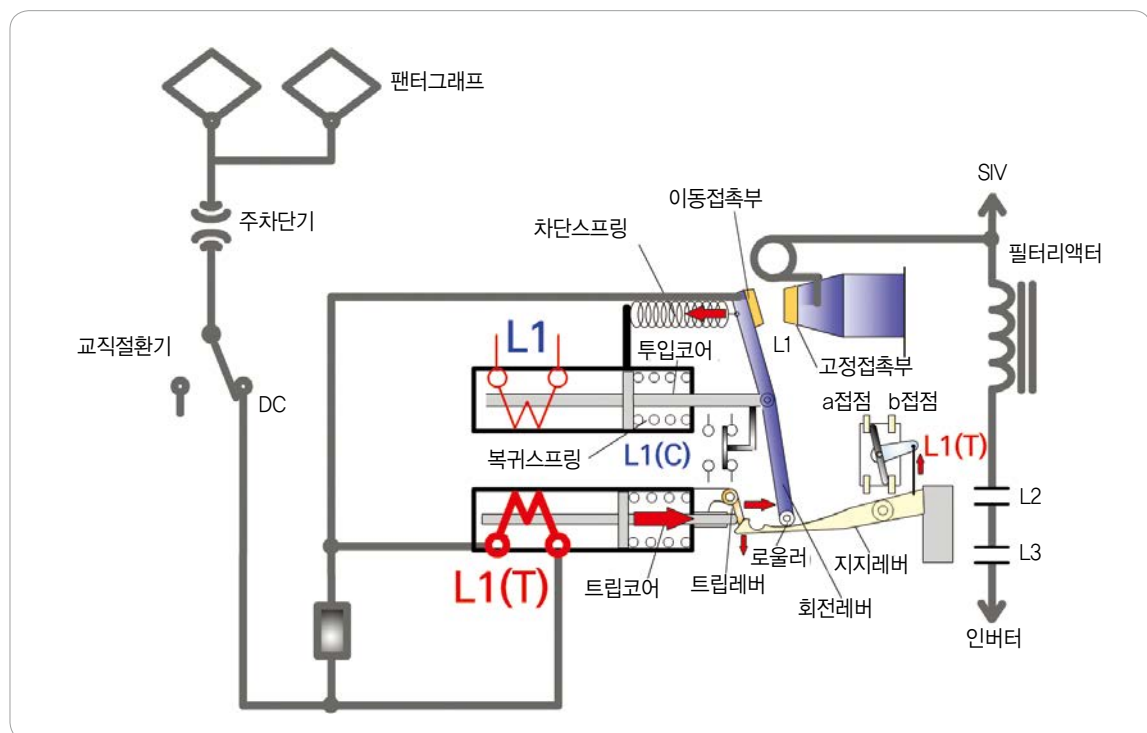 팬터그래프
SIV
이동접촉부
주차단기
차단스프링
필터리액터
교직절환기
L1
투입코어
L1
고정접촉부
DC
a접점 b접점
L1(T)
복귀스프링
L1(C)
L2
L3
L1(T)
트립코어
트립레버
로울러
지지레버
회전레버
인버터